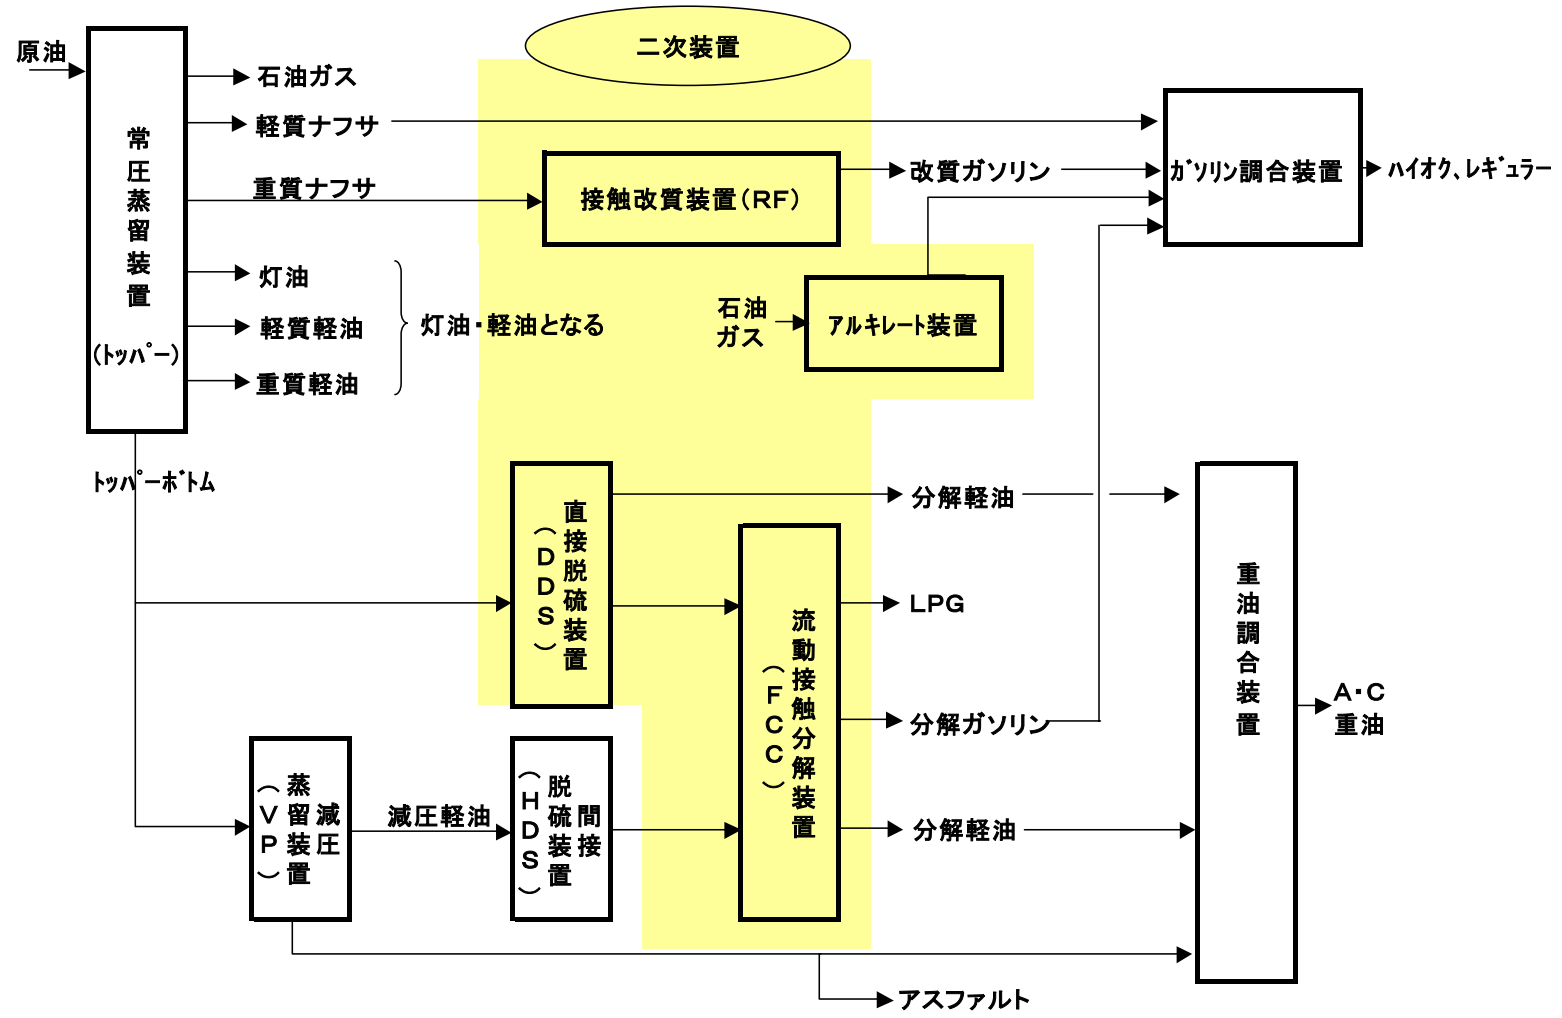 二次装置
原油
常圧蒸留装置
(ﾄｯﾊﾟｰ)
石油ガス
軽質ナフサ
重質ナフサ
灯油
軽質軽油
重質軽油
灯油・軽油となる
接触改質装置(RF)
改質ガソリン
ｶﾞｿﾘﾝ調合装置
ハイオク、レギュラー
石油
ガス
アルキレート装置
ﾄｯﾊﾟｰﾎﾞﾄﾑ
直接脱硫装置
(DDS)
分解軽油
流動接触分解装置
(FCC)
LPG
分解ガソリン
分解軽油
重油調合装置
A・C
重油
減圧
蒸留装置
(VP)
減圧軽油
間接
脱硫装置
(HDS)
アスファルト